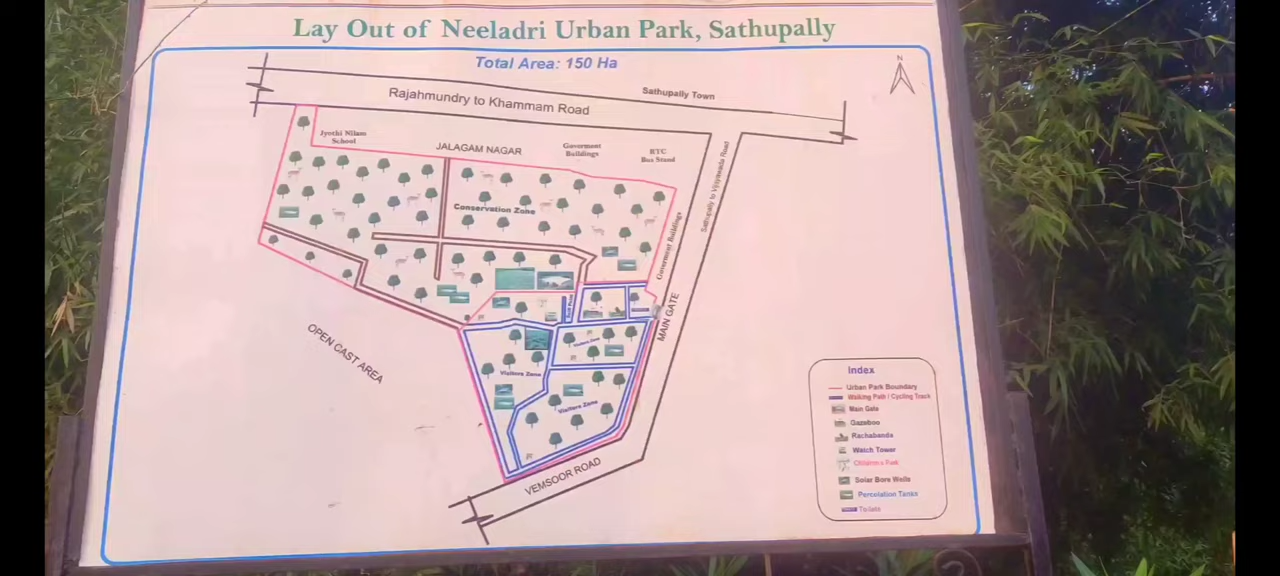 Lay Out of Neeladri Urban Park, Sathupally
Total Area: 150 Ha
N
Sathupally Town
Rajahmundry to Khammam Road
Jyothi Nilam
School
JALAGAM NAGAR
Goverment
Buildings
RTC
Bus Stand
Sathupally to Vijayawada Road
Conservation Zone
Goverment Buildings
MAIN GATE
OPEN CAST AREA
Visitors Zone
Visitors Zone
Visitors Zone
VEMSOOR ROAD
Index
Urban Park Boundary
Walking Path / Cycling Track
Main Gate
Gazeboo
Rachabanda
Watch Tower
Children's Park
Solar Bore Wells
Percolation Tanks
Toilets